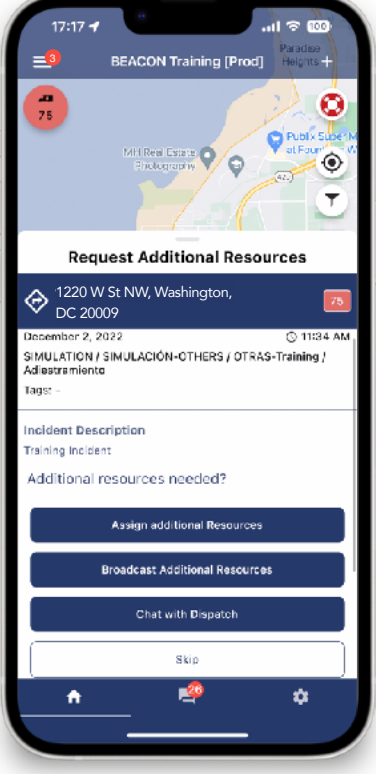 17:17
100
3
BEACON Training [Prod]
Paradise
Heights
75
MH Real Estate
Photography
Publix Super M
at Foun
W
Request Additional Resources
1220 W St NW, Washington,
DC 20009
75
December 2, 2022
11:34 AM
SIMULATION / SIMULACIÓN-OTHERS / OTRAS-Training /
Adiestramiento
Tags: -
Incident Description
Training Incident
Additional resources needed?
Assign additional Resources
Broadcast Additional Resources
Chat with Dispatch
Skip
26